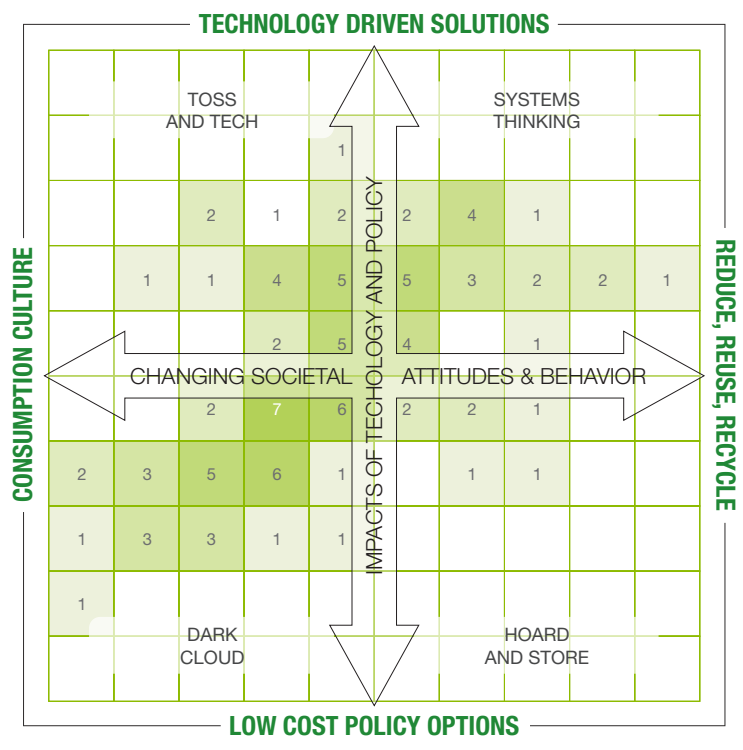 TECHNOLOGY DRIVEN SOLUTIONS
TOSS
AND TECH
SYSTEMS
THINKING
1
2 1 2 2 4 1
1 1 4 5 5 3 2 2 1
2 5 4 1
CHANGING SOCIETAL ATTITUDES & BEHAVIOR
IMPACTS OF TECHOLOGY AND POLICY
CONSUMPTION CULTURE
REDUCE, REUSE, RECYCLE
2 7 6 2 2 1
2 3 5 6 1 1 1
1 3 3 1 1
1
DARK
CLOUD
HOARD
AND STORE
LOW COST POLICY OPTIONS